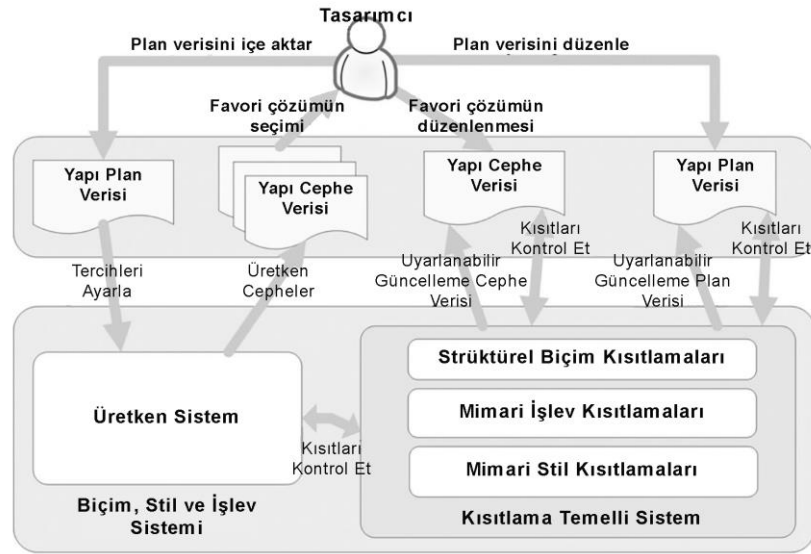 Tasarımcı
Plan verisini içe aktar
Plan verisini düzenle
Favori çözümün
seçimi
Favori çözümün
düzenlenmesi
Yapı Plan
Verisi
Yapı Cephe
Verisi
Yapı Cephe
Verisi
Yapı Plan
Verisi
Tercihleri
Ayarla
Üretken
Cepheler
Uyarlanabilir
Güncelleme Cephe
Verisi
Kısıtları
Kontrol Et
Uyarlanabilir
Güncelleme Plan
Verisi
Kısıtları
Kontrol Et
Üretken Sistem
Kısıtları
Kontrol Et
Strüktürel Biçim Kısıtlamaları
Mimari İşlev Kısıtlamaları
Mimari Stil Kısıtlamaları
Biçim, Stil ve İşlev
Sistemi
Kısıtlama Temelli Sistem